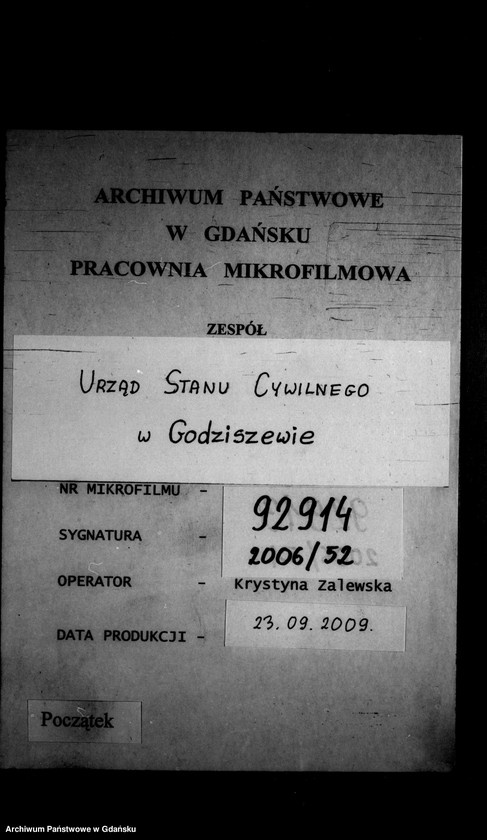 ARCHIWUM PAŃSTWOWE
W GDAŃSKU
PRACOWNIA MIKROFILMOWA
ZESPÓŁ
URZĄD STANU CYWILNEGO
w Godziszewie
NR MIKROFILMU - 92914
SYGNATURA - 2006/52
OPERATOR - Krystyna Zalewska
DATA PRODUKCJI - 23.09.2009.
Początek
Archiwum Państwowe w Gdańsku